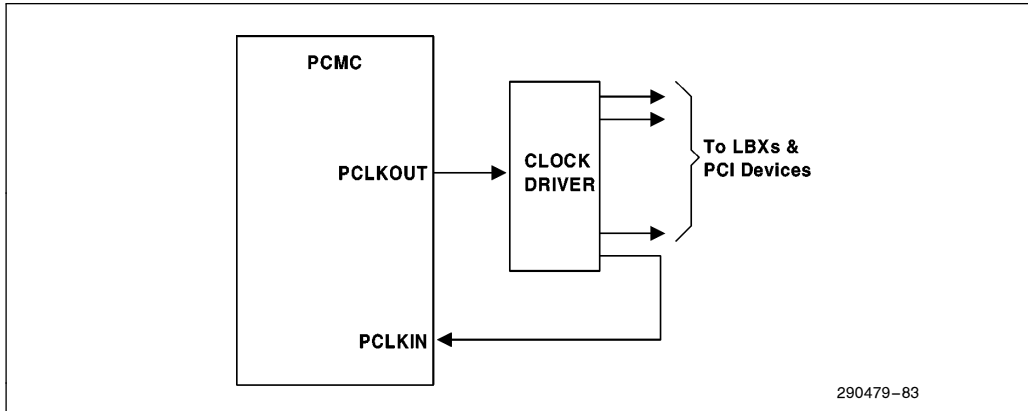 PCMC
PCLKOUT
CLOCK
DRIVER
To LBXs &
PCI Devices
PCLKIN
290479–83